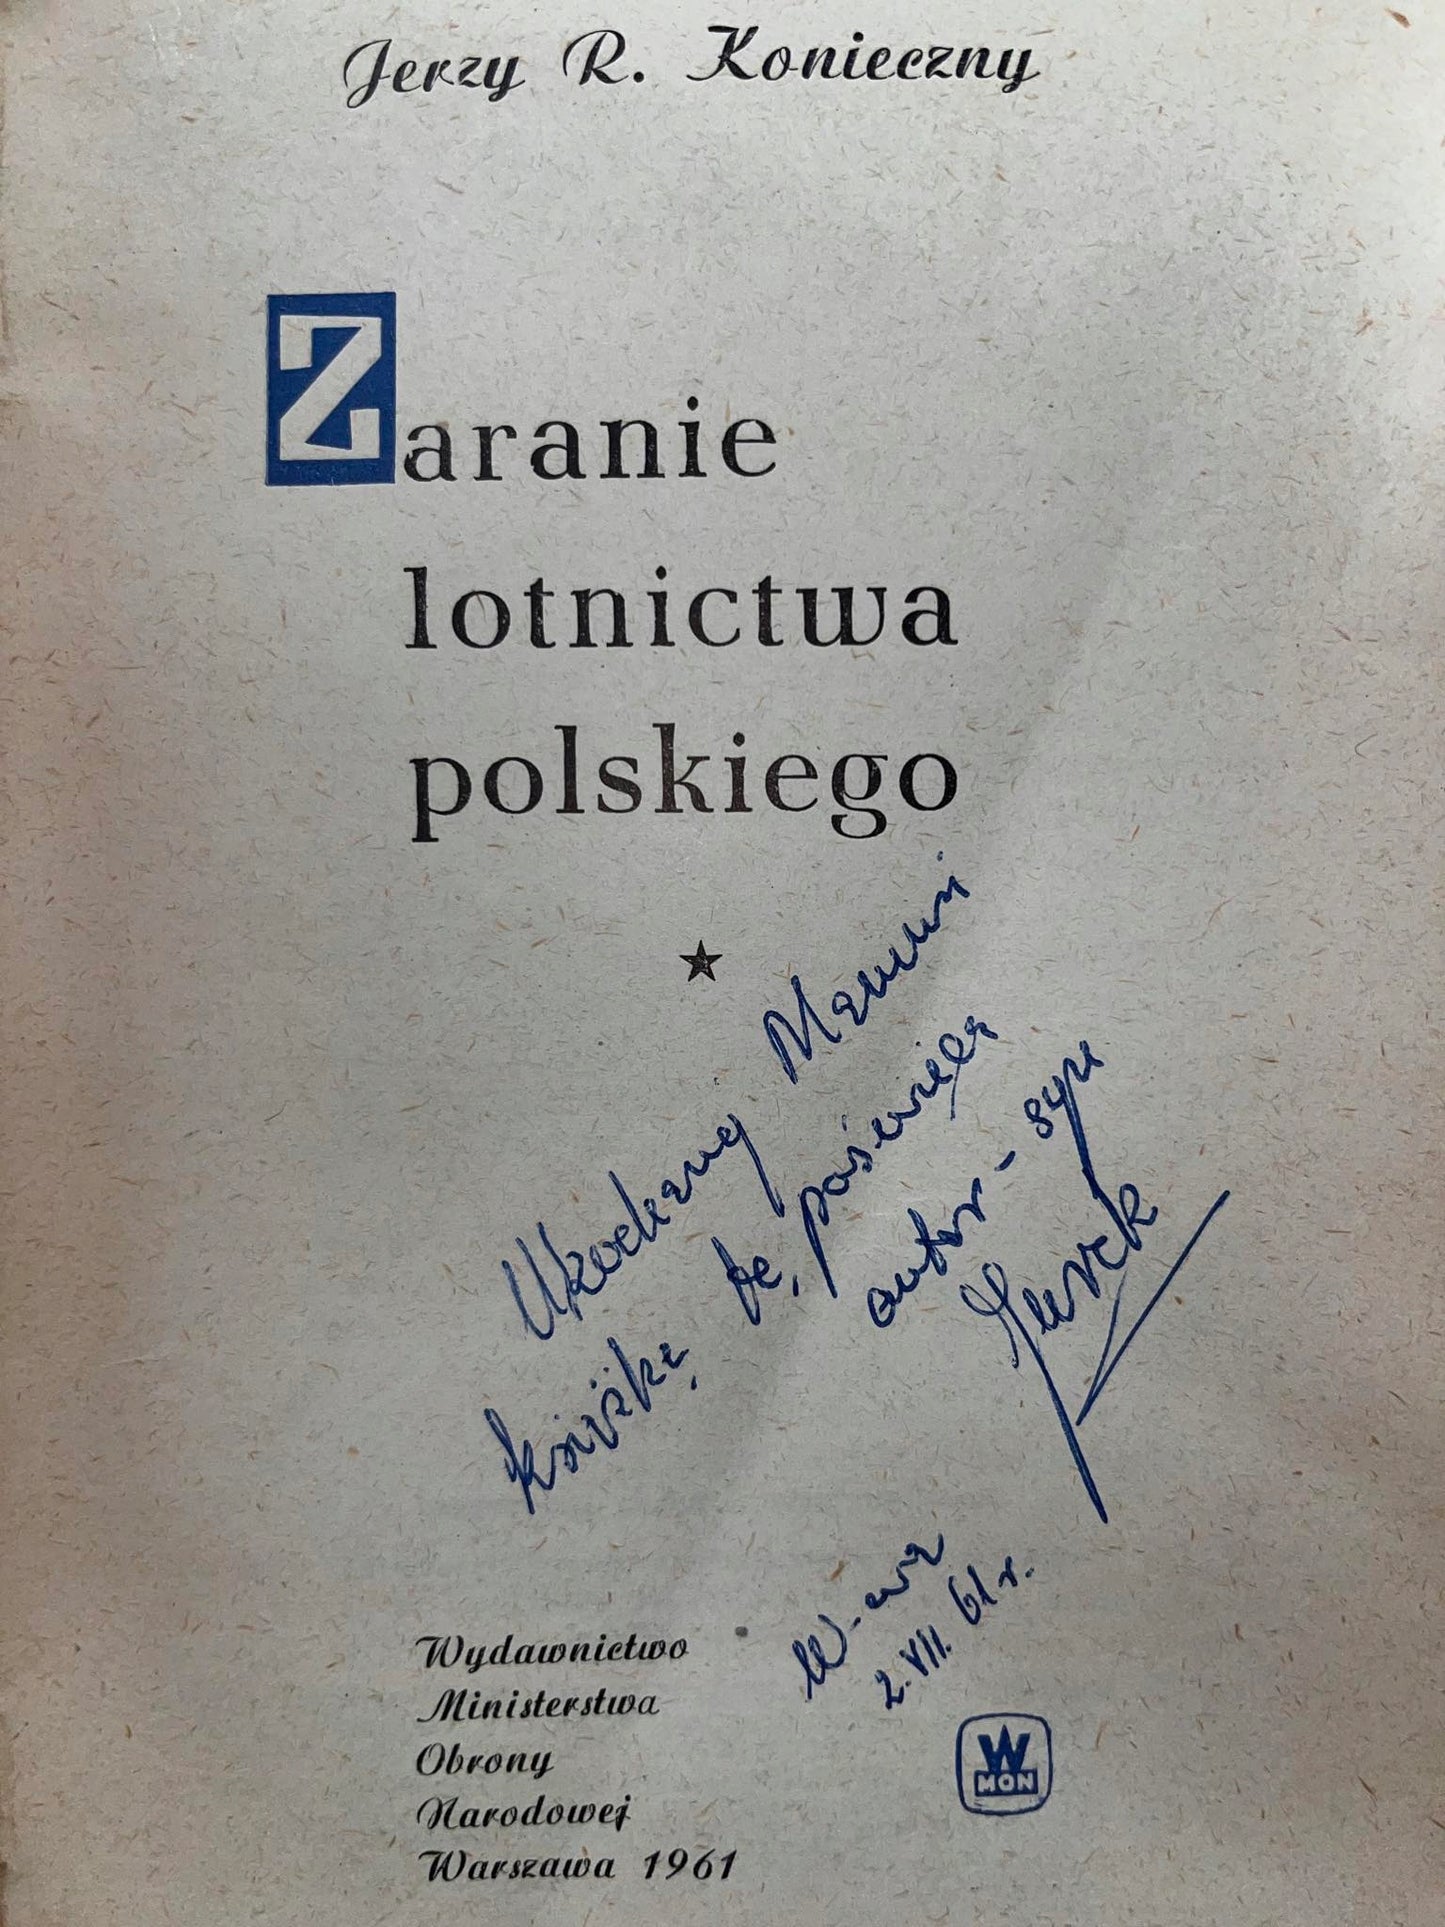 Jerzy R. Konieczny
Zaranie
lotnictwa
polskiego
Ukochanej Mamusi
książkę tę, poświęca
autor - syn
Jurek
W-wa
2. VII. 61 r.
Wydawnictwo
Ministerstwa
Obrony
Narodowej
Warszawa 1961
W
MON